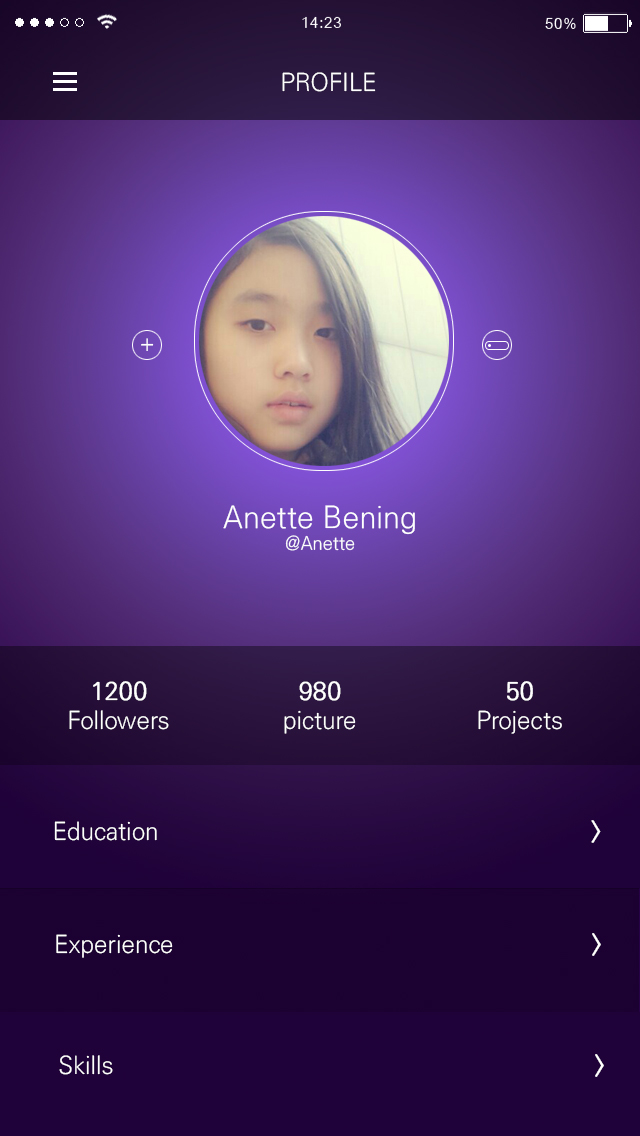 14:23
50%
PROFILE
Anette Bening
@Anette
1200 980 50
Followers picture Projects
Education
Experience
Skills